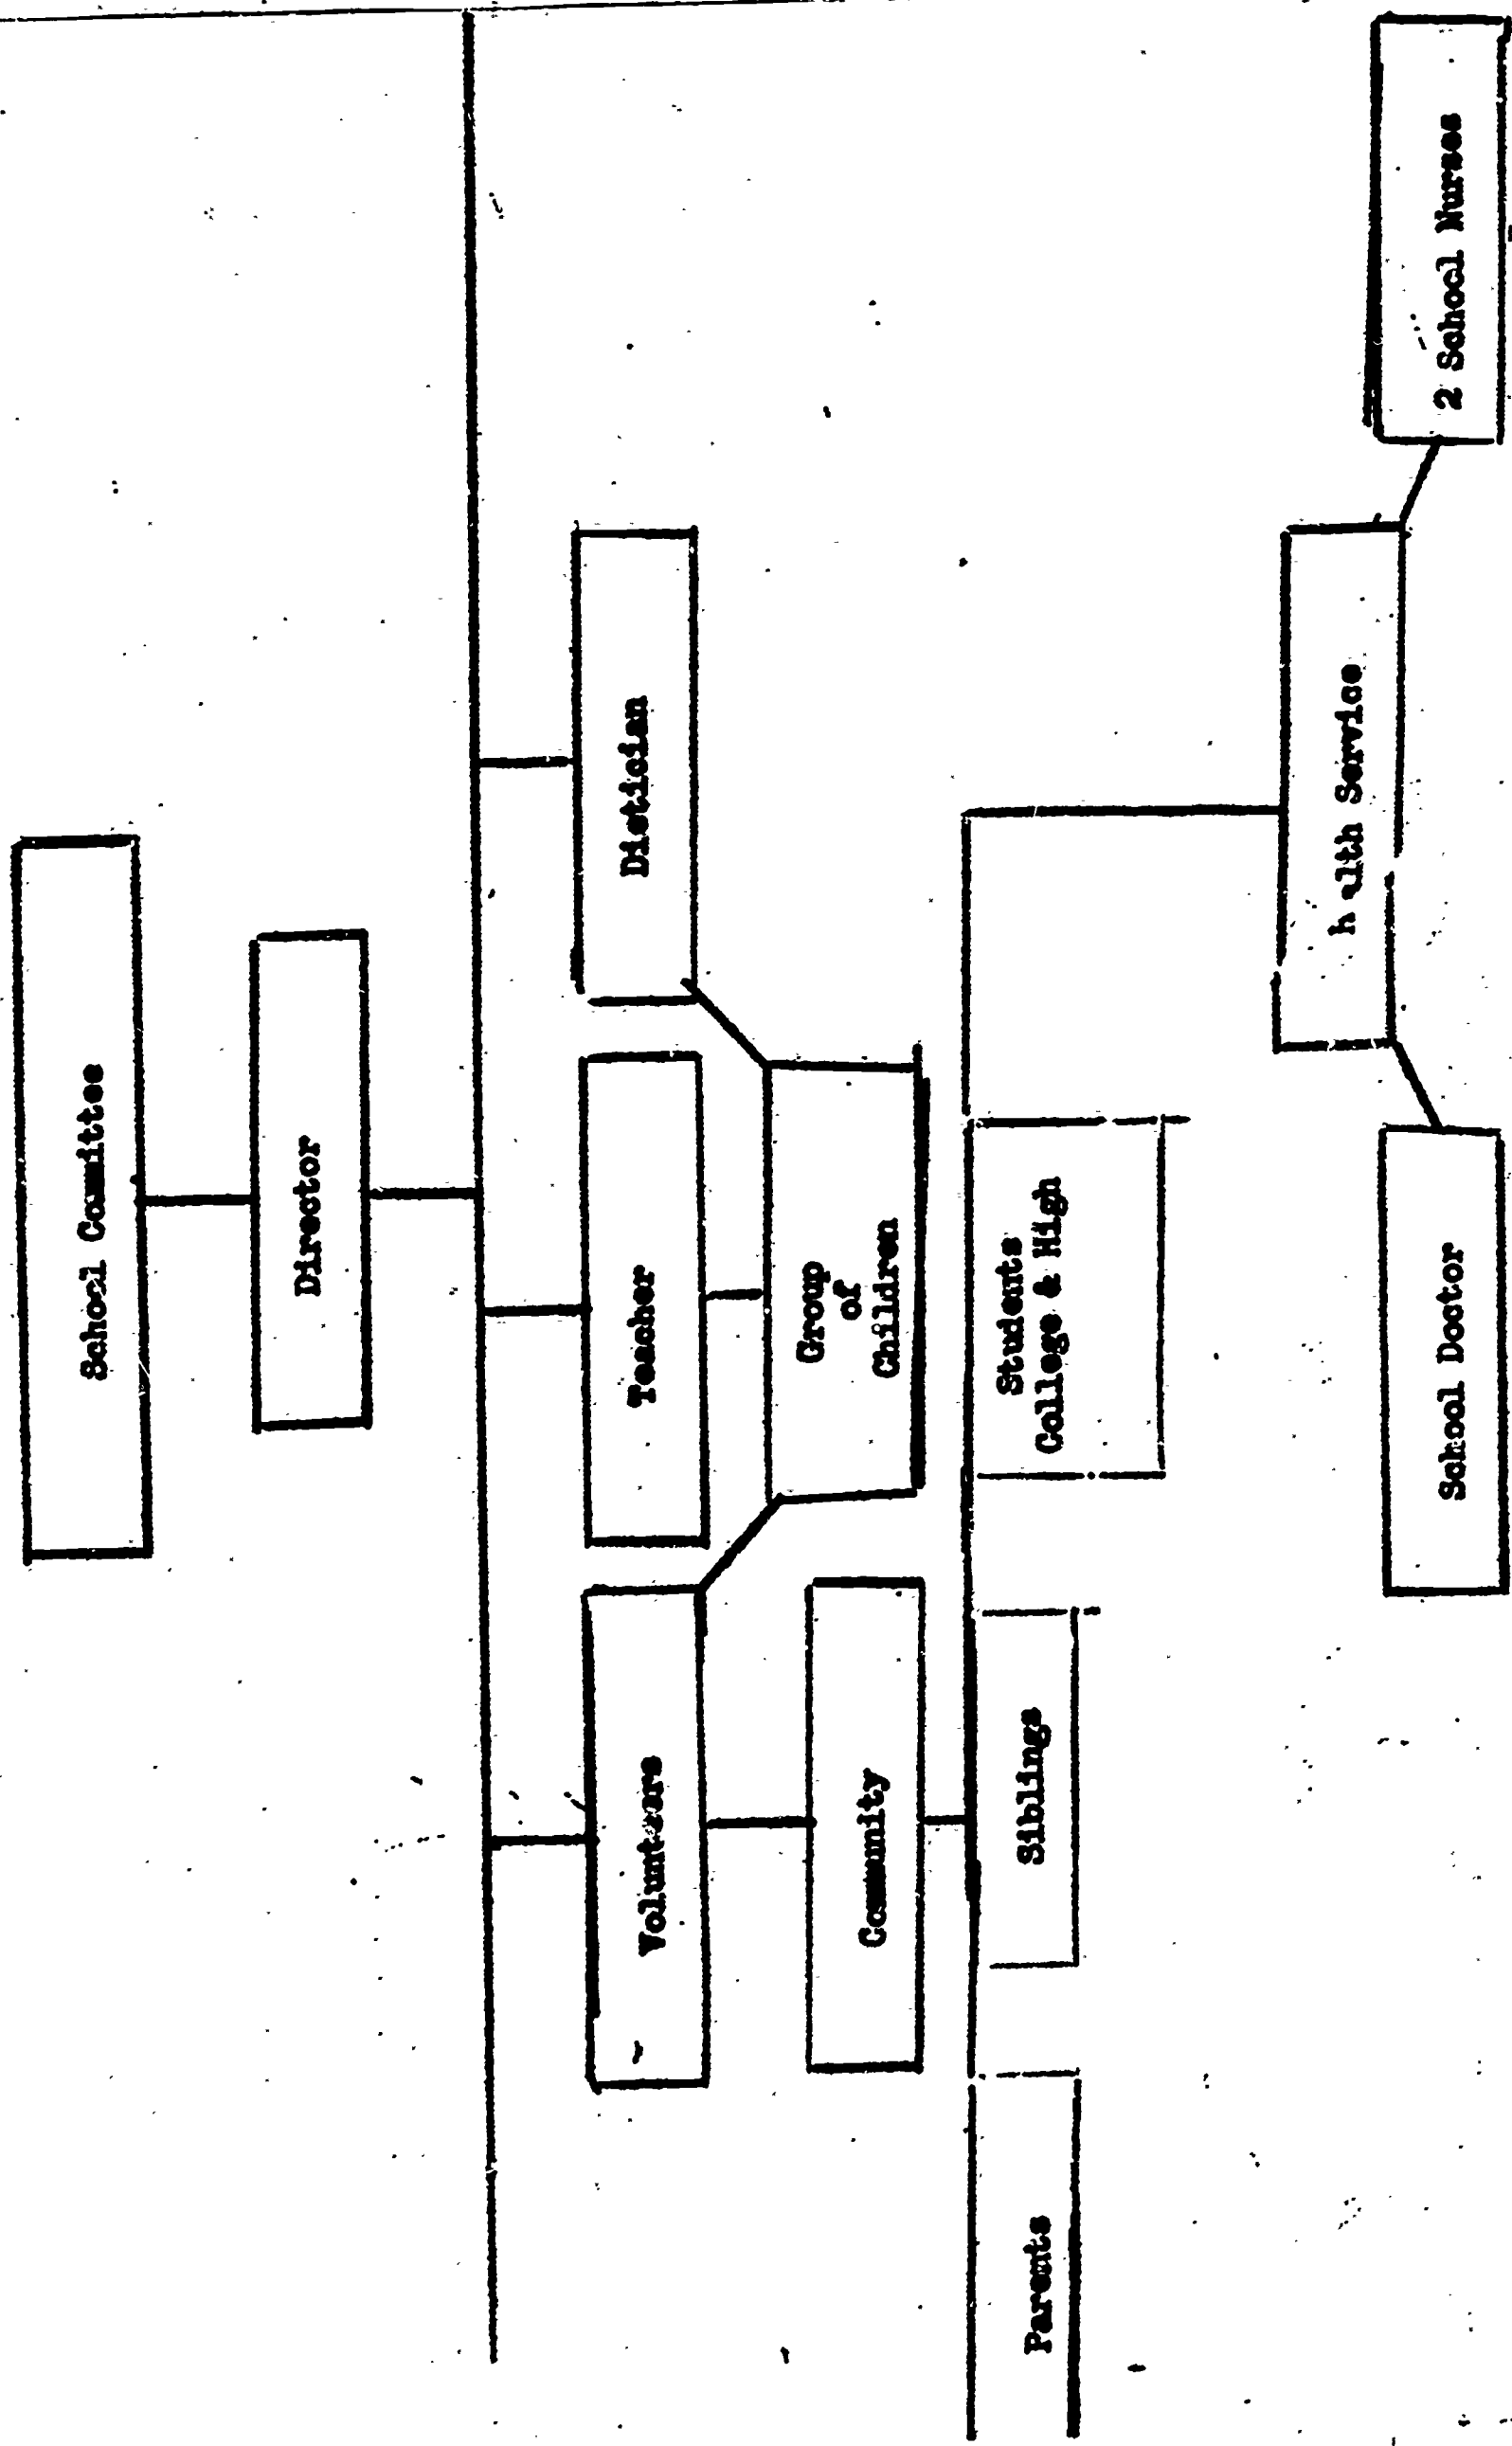 School Committee
Director
Volunteers
Teacher
Dietician
Group
of
Children
Community
Parents
Siblings
Students
College & High
h alth Service
School Doctor
2 School Nurses